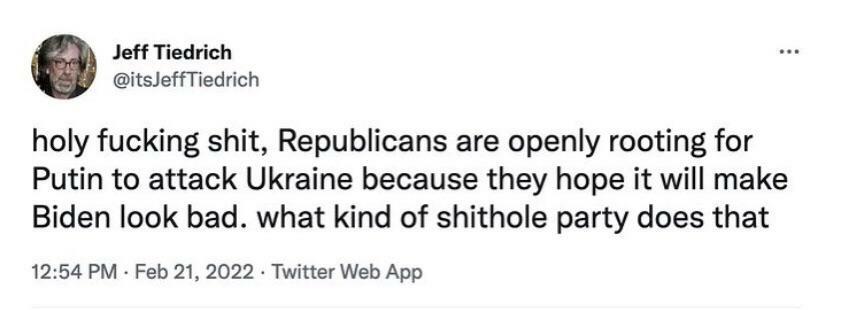 Jeff Tiedrich
@itsJeffTiedrich
holy fucking shit, Republicans are openly rooting for
Putin to attack Ukraine because they hope it will make
Biden look bad. what kind of shithole party does that
12:54 PM · Feb 21, 2022 · Twitter Web App